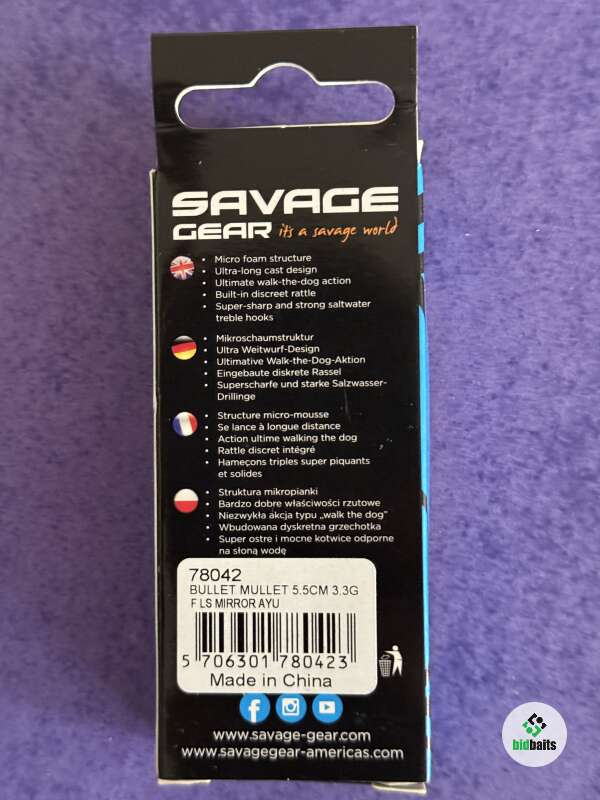 SAVAGE
GEAR it's a savage world
• Micro foam structure
• Ultra-long cast design
• Ultimate walk-the-dog action
• Built-in discreet rattle
• Super-sharp and strong saltwater
treble hooks
• Mikroschaumstruktur
• Ultra Weitwurf-Design
• Ultimative Walk-the-Dog-Aktion
• Eingebaute diskrete Rassel
• Superscharfe und starke Salzwasser-
Drillinge
• Structure micro-mousse
• Se lance à longue distance
• Action ultime walking the dog
• Rattle discret intégré
• Hameçons triples super piquants
et solides
• Struktura mikropianki
• Bardzo dobre właściwości rzutowe
• Niezwykła akcja typu „walk the dog”
• Wbudowana dyskretna grzechotka
• Super ostre i mocne kotwice odporne
na słoną wodę
78042
BULLET MULLET 5.5CM 3.3G
F LS MIRROR AYU
5 706301 780423
Made in China
www.savage-gear.com
www.savagegear-americas.com
bidbaits